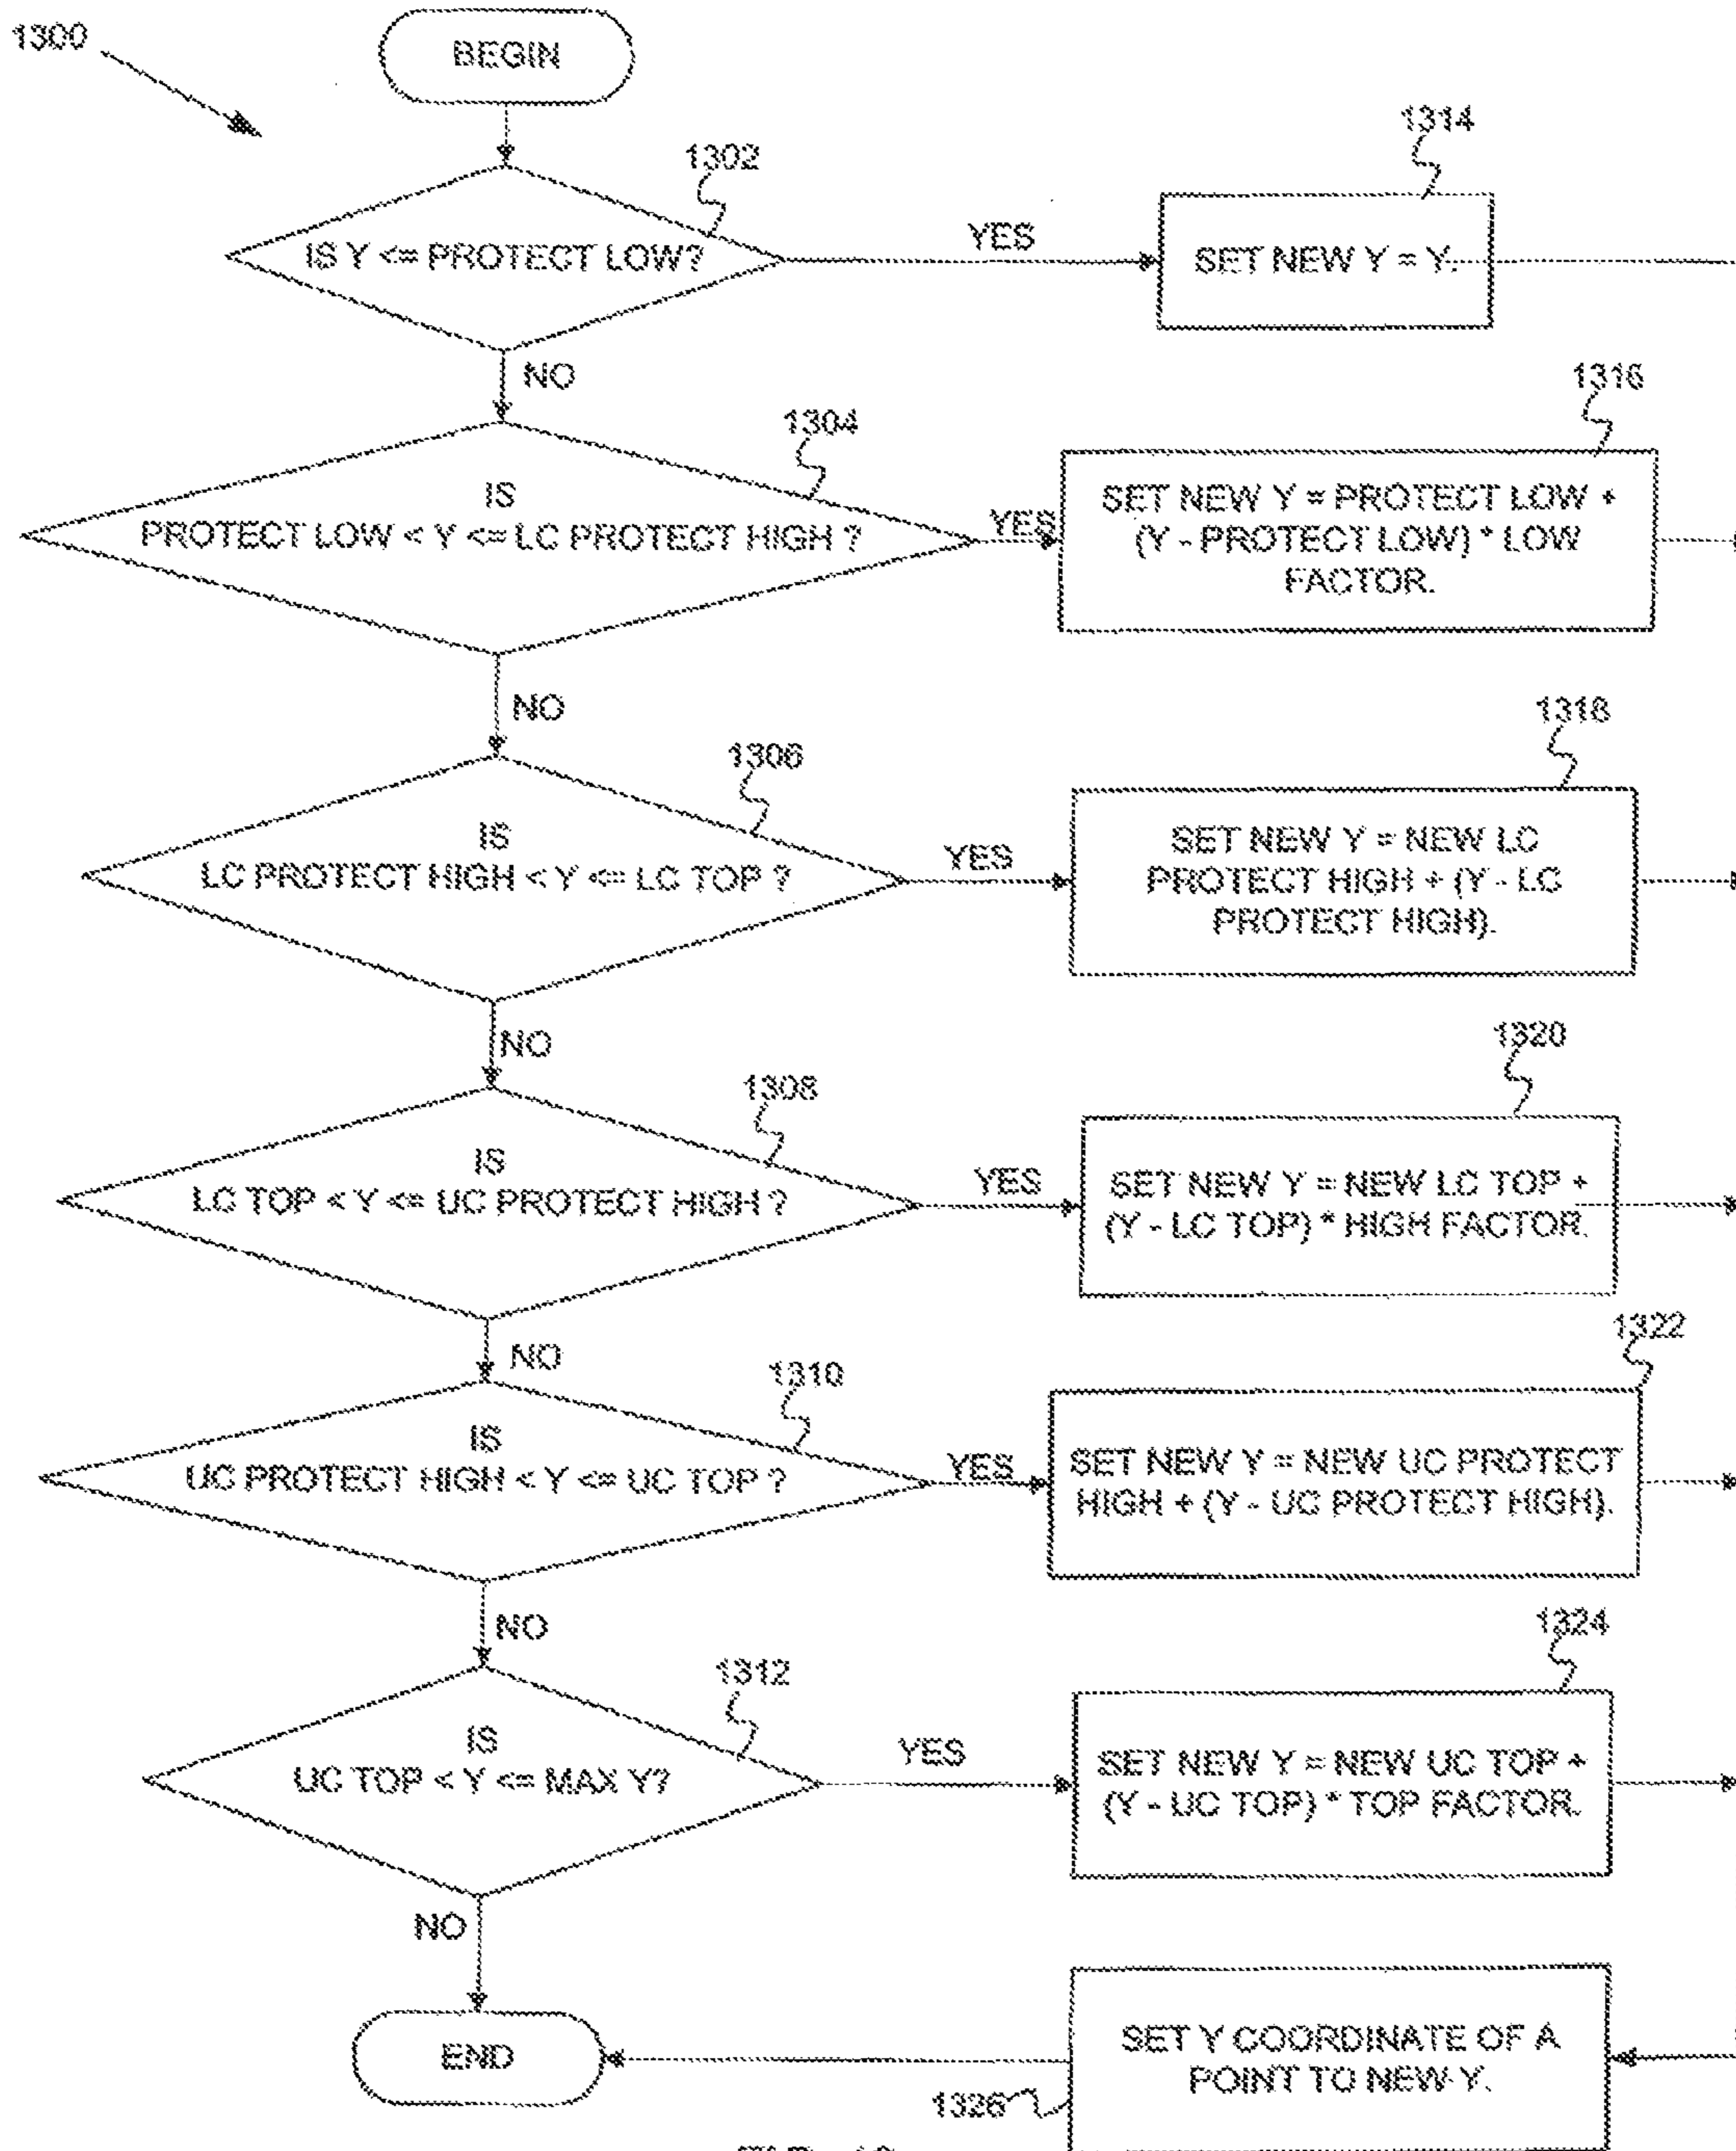 1300
BEGIN
1302
IS Y <= PROTECT LOW?
YES
1314
SET NEW Y = Y.
NO
1304
IS
PROTECT LOW < Y <= LC PROTECT HIGH ?
YES
1316
SET NEW Y = PROTECT LOW +
(Y - PROTECT LOW) * LOW
FACTOR.
NO
1306
IS
LC PROTECT HIGH < Y <= LC TOP ?
YES
1318
SET NEW Y = NEW LC
PROTECT HIGH + (Y - LC
PROTECT HIGH).
NO
1308
IS
LC TOP < Y <= UC PROTECT HIGH ?
YES
1320
SET NEW Y = NEW LC TOP +
(Y - LC TOP) * HIGH FACTOR.
NO
1310
IS
UC PROTECT HIGH < Y <= UC TOP ?
YES
1322
SET NEW Y = NEW UC PROTECT
HIGH + (Y - UC PROTECT HIGH).
NO
1312
IS
UC TOP < Y <= MAX Y?
YES
1324
SET NEW Y = NEW UC TOP +
(Y - UC TOP) * TOP FACTOR.
NO
END
SET Y COORDINATE OF A
POINT TO NEW Y.
1326